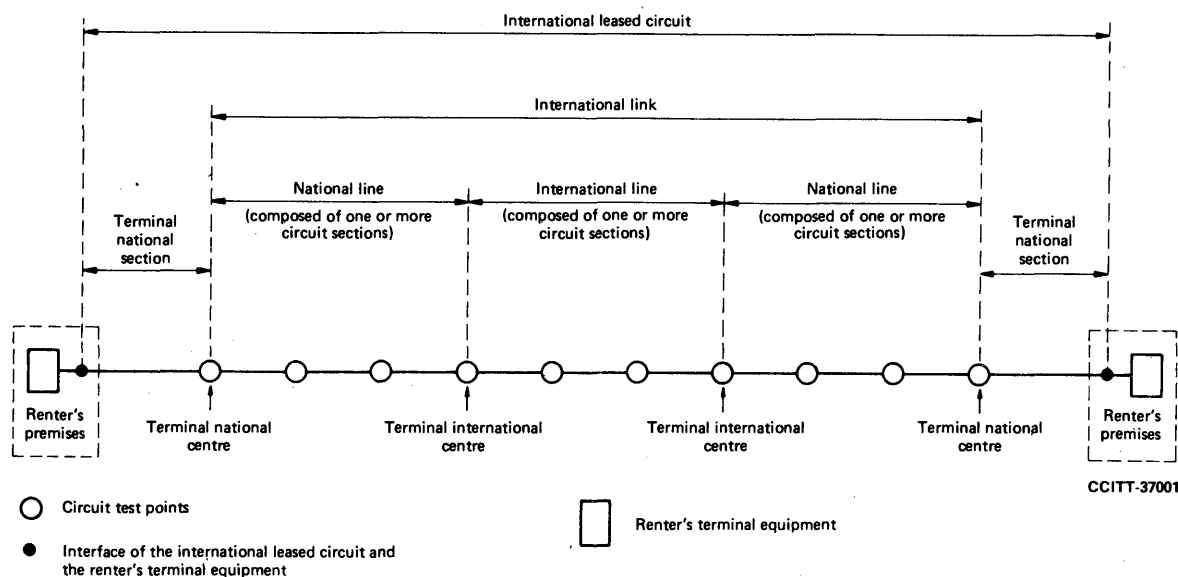 International leased circuit
International link
National line
(composed of one or more
circuit sections)
International line
(composed of one or more
circuit sections)
National line
(composed of one or more
circuit sections)
Terminal
national
section
Terminal
national
section
Renter's
premises
Terminal national
centre
Terminal international
centre
Terminal international
centre
Terminal national
centre
Renter's
premises
CCITT-37001
Circuit test points
Renter's terminal equipment
Interface of the international leased circuit and
the renter's terminal equipment